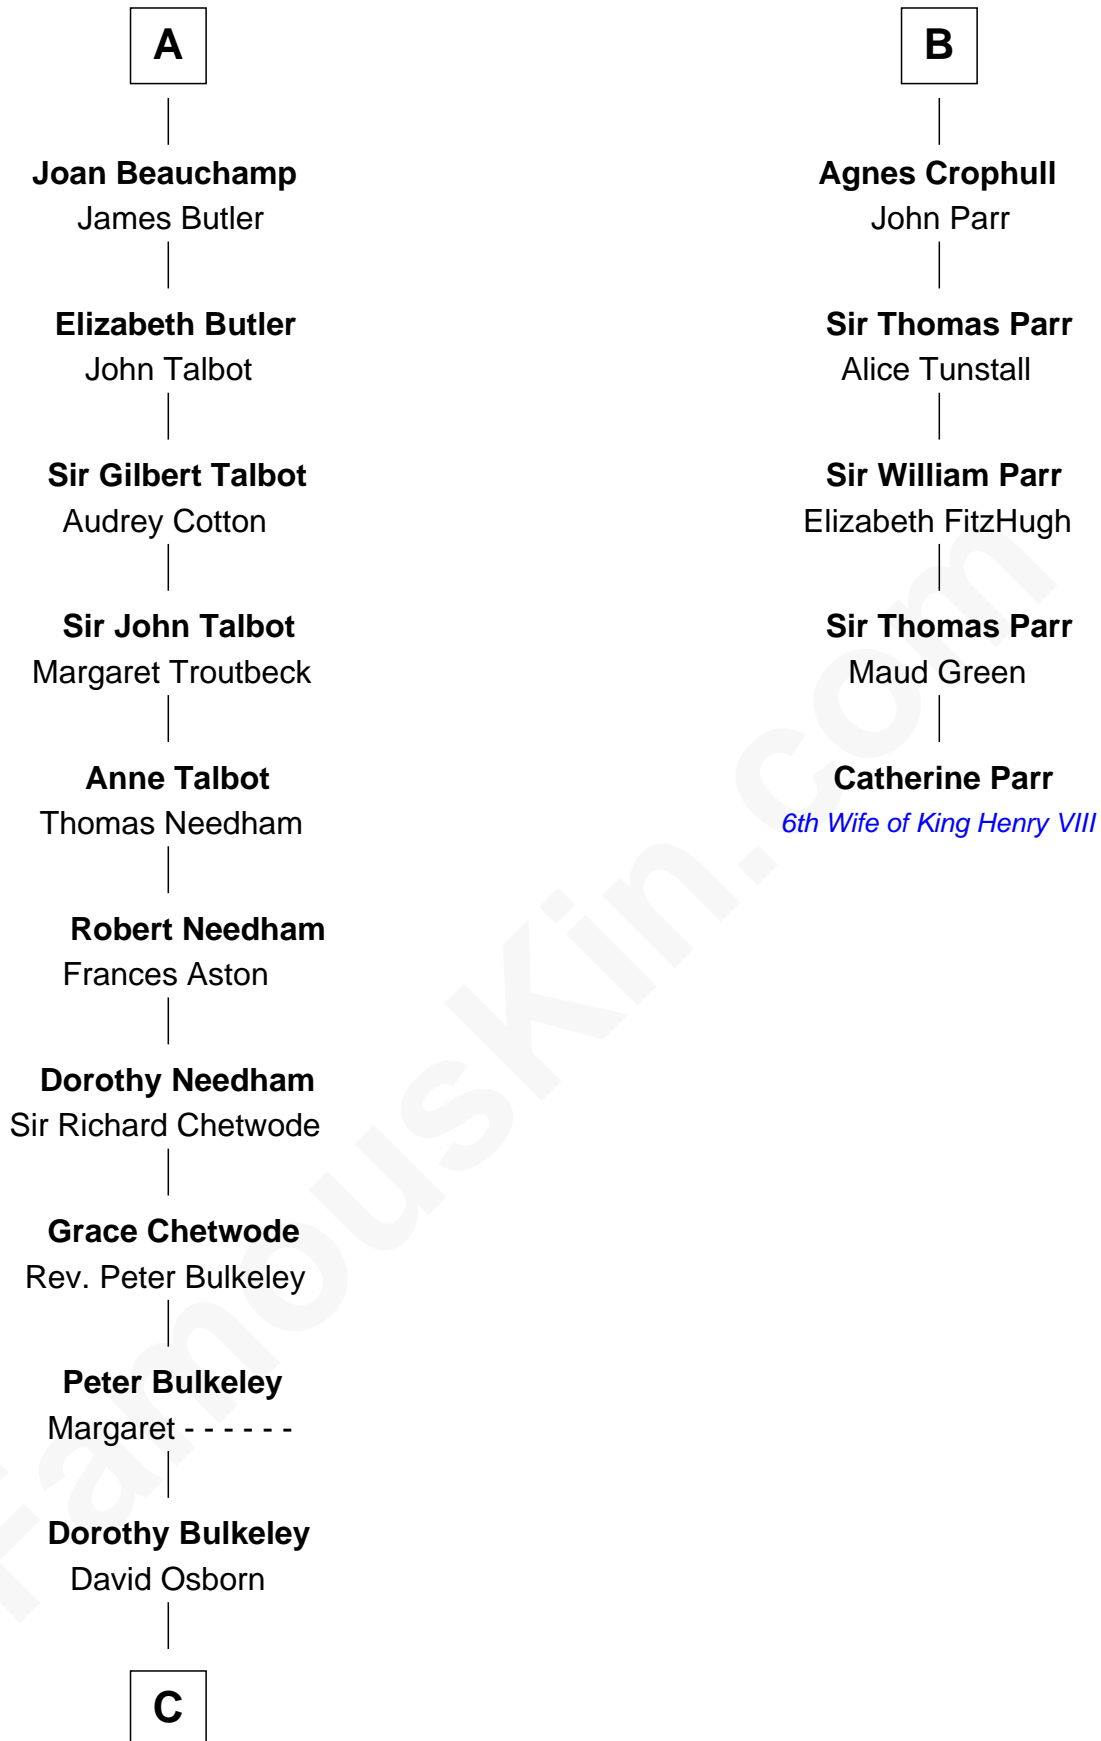 A
Joan Beauchamp
James Butler
Elizabeth Butler
John Talbot
Sir Gilbert Talbot
Audrey Cotton
Sir John Talbot
Margaret Troutbeck
Anne Talbot
Thomas Needham
Robert Needham
Frances Aston
Dorothy Needham
Sir Richard Chetwode
Grace Chetwode
Rev. Peter Bulkeley
Peter Bulkeley
Margaret - - - - - -
Dorothy Bulkeley
David Osborn
C
B
Agnes Crophull
John Parr
Sir Thomas Parr
Alice Tunstall
Sir William Parr
Elizabeth FitzHugh
Sir Thomas Parr
Maud Green
Catherine Parr
6th Wife of King Henry VIII
FamousKin.com